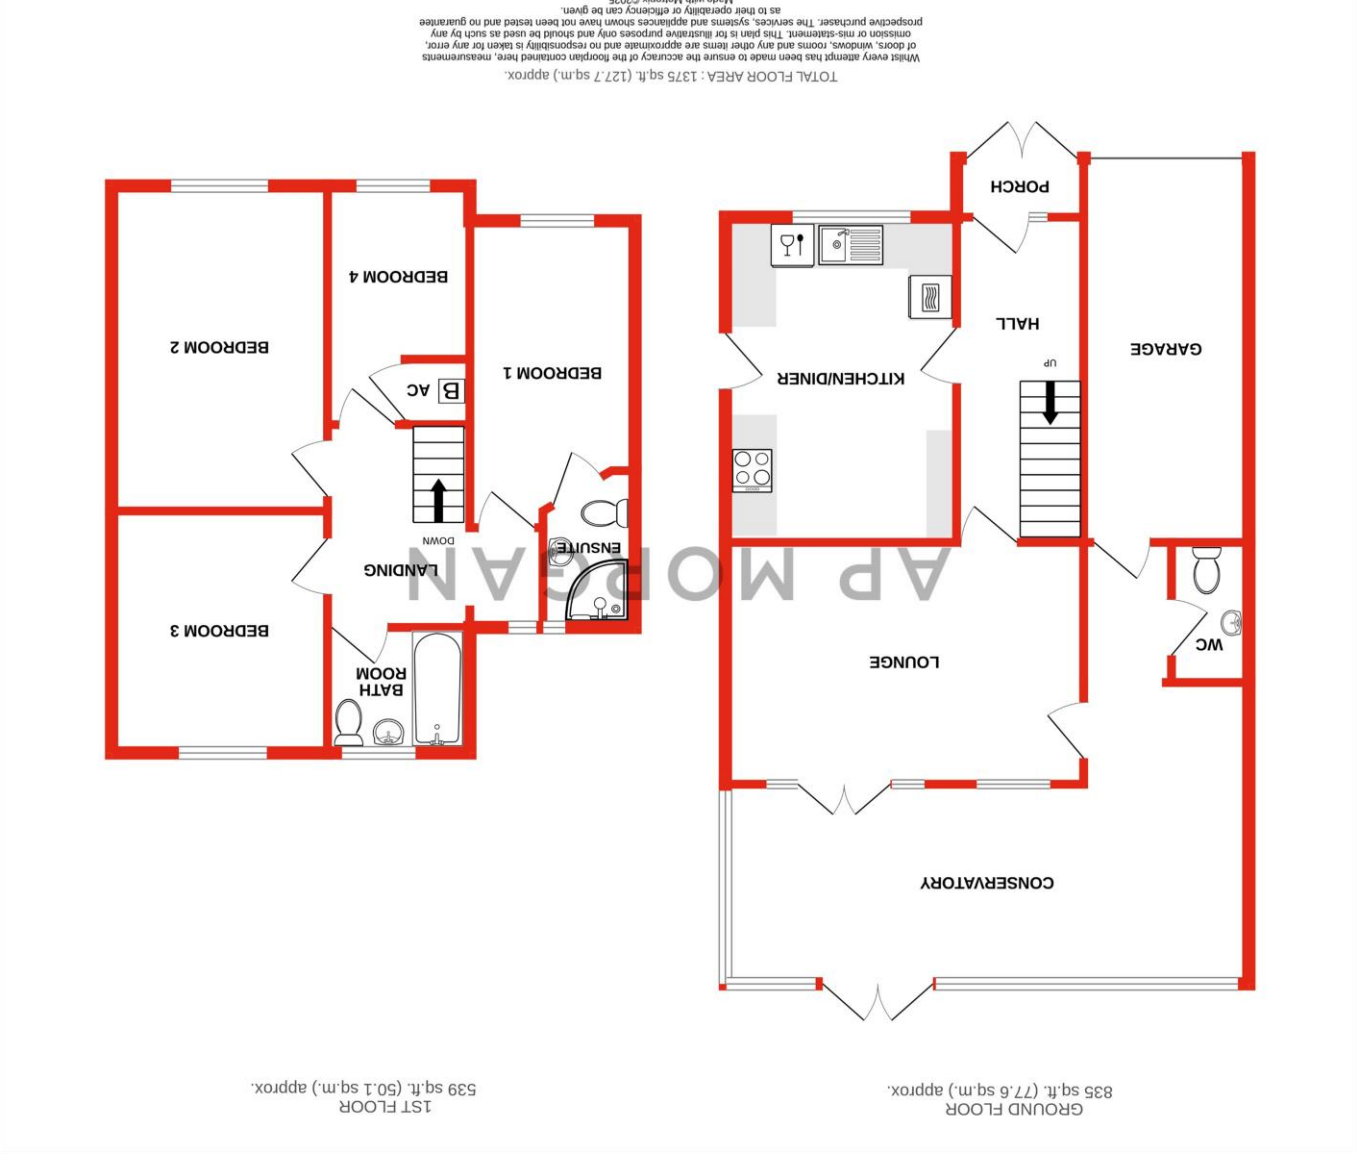 GROUND FLOOR
835 sq.ft. (77.6 sq.m.) approx.
1ST FLOOR
539 sq.ft. (50.1 sq.m.) approx.
CONSERVATORY
LOUNGE
WC
KITCHEN/DINER
HALL
UP
GARAGE
PORCH
BATH
ROOM
BEDROOM 3
LANDING
DOWN
ENSUITE
BEDROOM 1
B
AC
BEDROOM 2
BEDROOM 4
AP MORGAN
TOTAL FLOOR AREA : 1375 sq.ft. (127.7 sq.m.) approx.
Whilst every attempt has been made to ensure the accuracy of the floorplan contained here, measurements
of doors, windows, rooms and any other items are approximate and no responsibility is taken for any error,
omission or mis-statement. This plan is for illustrative purposes only and should be used as such by any
prospective purchaser. The services, systems and appliances shown have not been tested and no guarantee
as to their operability or efficiency can be given.
Made with Metropix ©2025